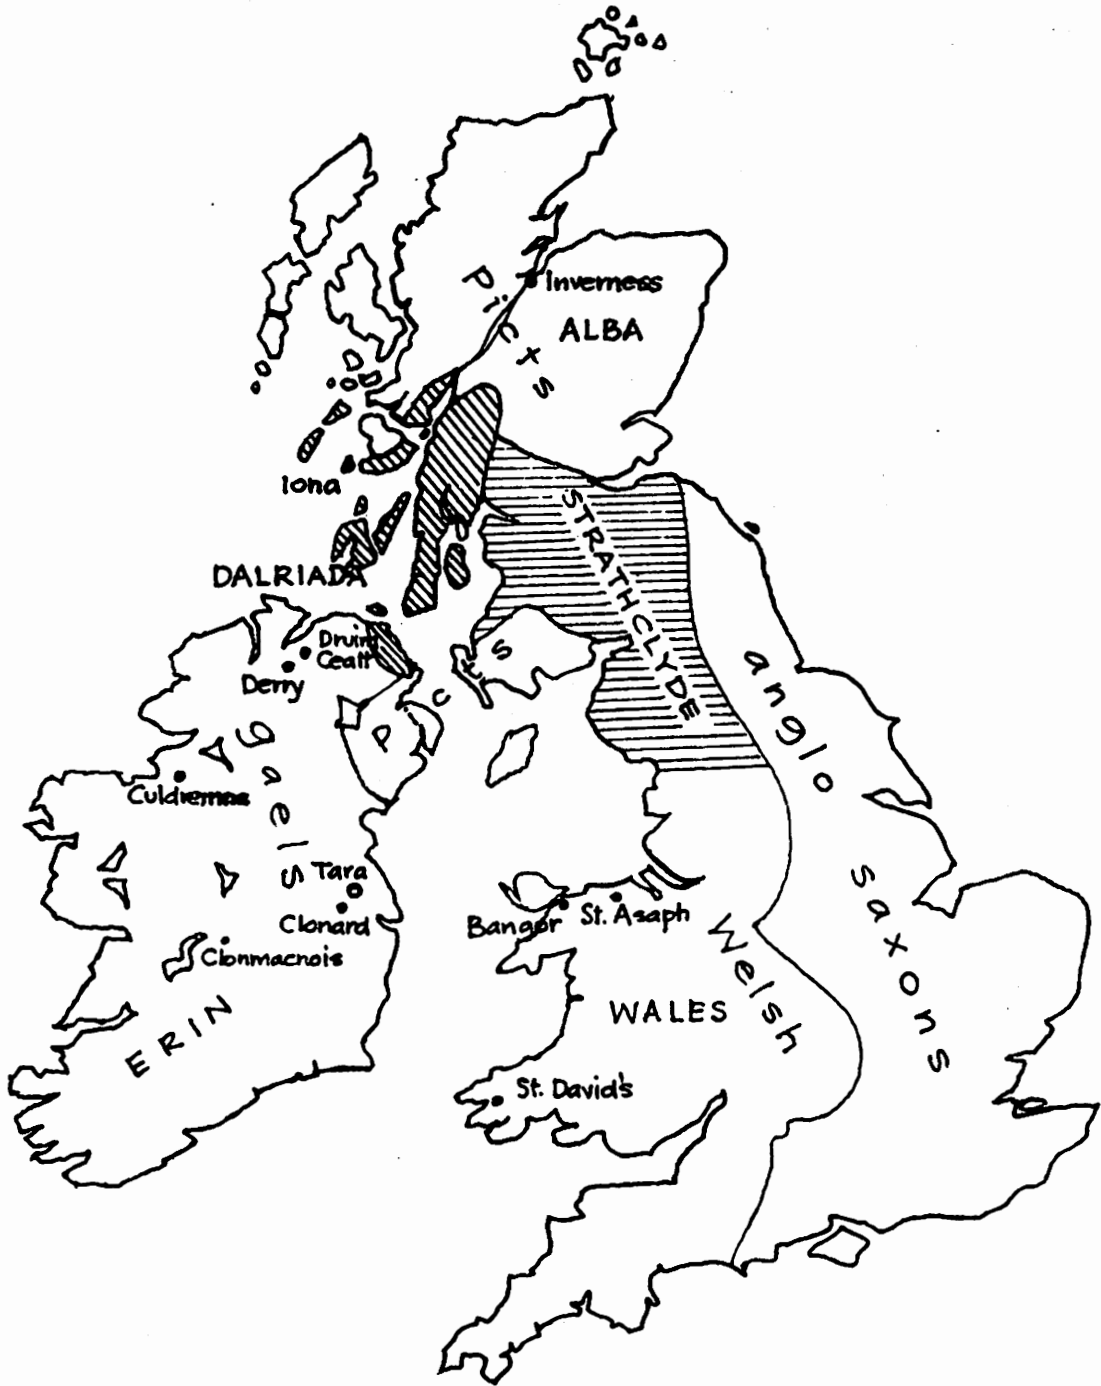 Inverness
Picts
ALBA
Iona
STRATHCLYDE
DALRIADA
Druim
Ceatt
Derry
Picts
gaels
anglo
saxons
Culdremne
Tara
Clonard
Clonmacnois
ERIN
Bangor
St. Asaph
Welsh
WALES
St. David's